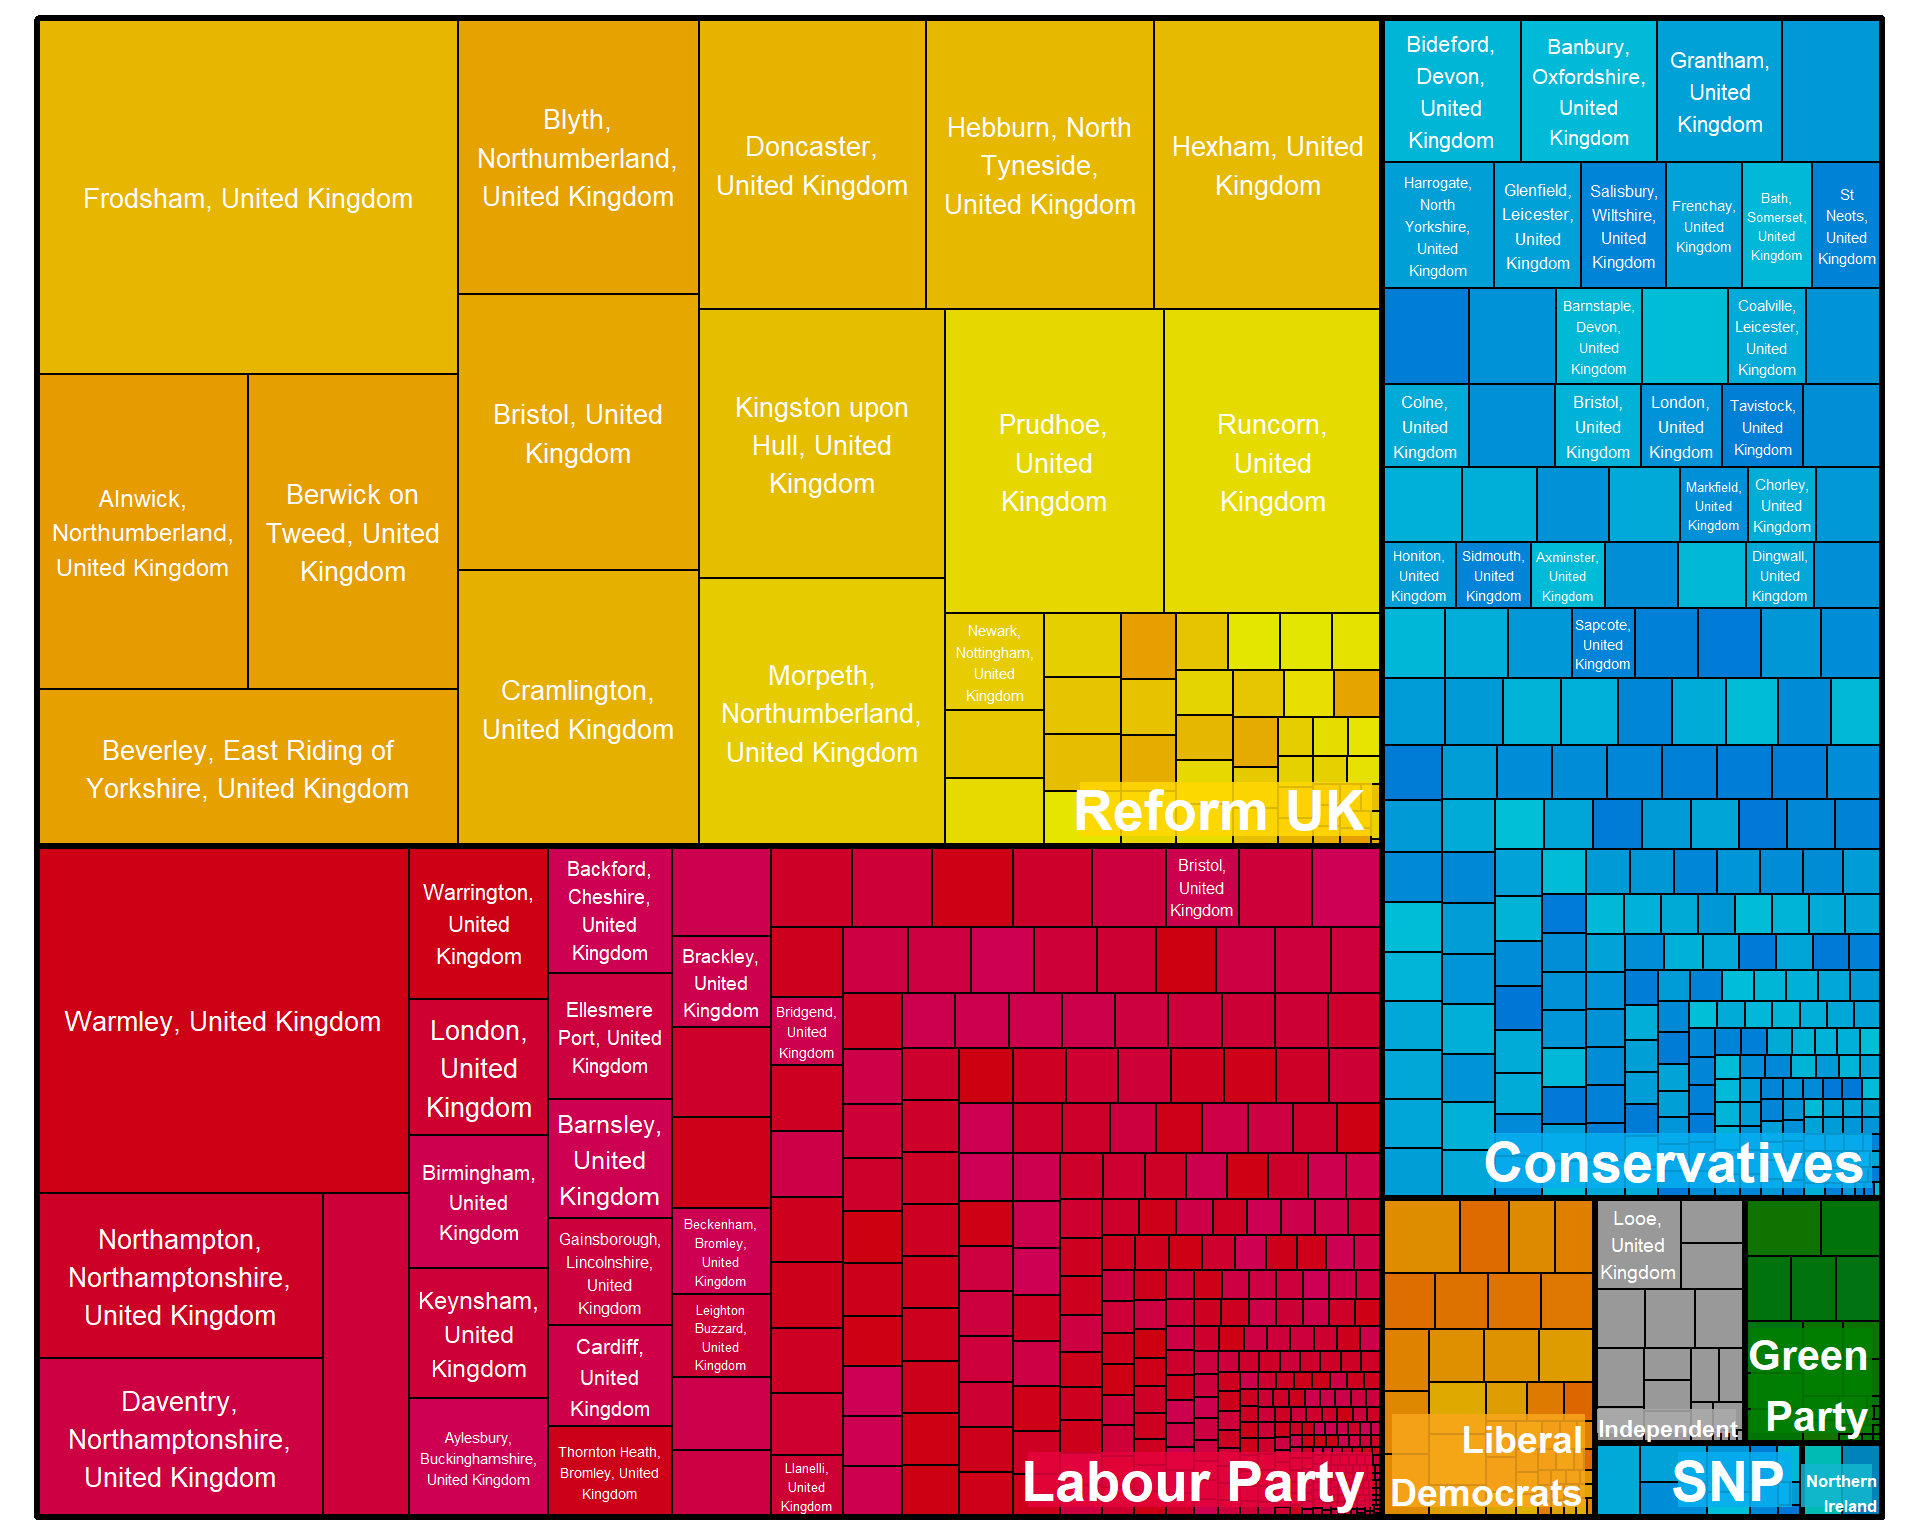 Frodsham, United Kingdom
Alnwick,
Northumberland,
United Kingdom
Berwick on
Tweed, United
Kingdom
Beverley, East Riding of
Yorkshire, United Kingdom
Blyth,
Northumberland,
United Kingdom
Bristol, United
Kingdom
Cramlington,
United Kingdom
Doncaster,
United Kingdom
Hebburn, North
Tyneside,
United Kingdom
Hexham, United
Kingdom
Kingston upon
Hull, United
Kingdom
Morpeth,
Northumberland,
United Kingdom
Prudhoe,
United
Kingdom
Runcorn,
United
Kingdom
Newark,
Nottingham,
United
Kingdom
Reform UK
Warmley, United Kingdom
Northampton,
Northamptonshire,
United Kingdom
Daventry,
Northamptonshire,
United Kingdom
Warrington,
United
Kingdom
London,
United
Kingdom
Birmingham,
United
Kingdom
Keynsham,
United
Kingdom
Aylesbury,
Buckinghamshire,
United Kingdom
Backford,
Cheshire,
United
Kingdom
Ellesmere
Port, United
Kingdom
Barnsley,
United
Kingdom
Gainsborough,
Lincolnshire,
United
Kingdom
Cardiff,
United
Kingdom
Thornton Heath,
Bromley, United
Kingdom
Brackley,
United
Kingdom
Beckenham,
Bromley,
United
Kingdom
Leighton
Buzzard,
United
Kingdom
Bridgend,
United
Kingdom
Llanelli,
United
Kingdom
Bristol,
United
Kingdom
Labour Party
Bideford,
Devon,
United
Kingdom
Banbury,
Oxfordshire,
United
Kingdom
Grantham,
United
Kingdom
Harrogate,
North
Yorkshire,
United
Kingdom
Glenfield,
Leicester,
United
Kingdom
Salisbury,
Wiltshire,
United
Kingdom
Frenchay,
United
Kingdom
Bath,
Somerset,
United
Kingdom
St
Neots,
United
Kingdom
Barnstaple,
Devon,
United
Kingdom
Coalville,
Leicester,
United
Kingdom
Colne,
United
Kingdom
Bristol,
United
Kingdom
London,
United
Kingdom
Tavistock,
United
Kingdom
Markfield,
United
Kingdom
Chorley,
United
Kingdom
Honiton,
United
Kingdom
Sidmouth,
United
Kingdom
Axminster,
United
Kingdom
Dingwall,
United
Kingdom
Sapcote,
United
Kingdom
Conservatives
Liberal
Democrats
Looe,
United
Kingdom
Independent
Green
Party
SNP
Northern
Ireland